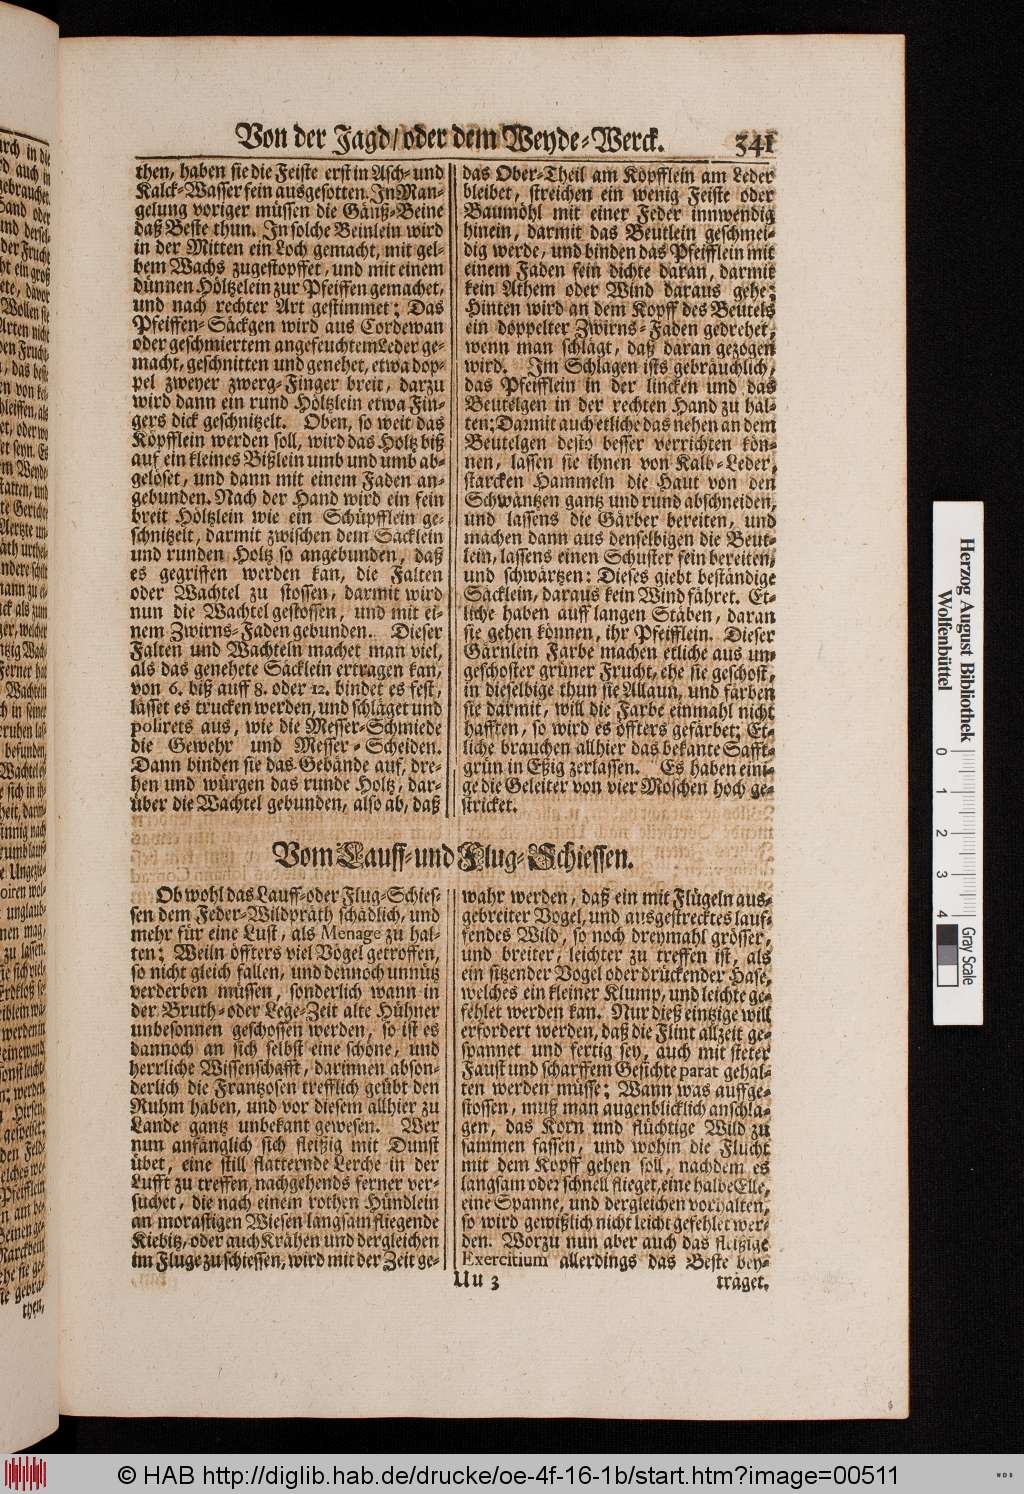 Von der Jagd/ oder dem Weyde-Werck. 341
then, haben sie die Feiste erst in Asch- und
Kalck-Wasser fein ausgesotten. In Man-
gelung voriger müssen die Gänß-Beine
daß Beste thun. In solche Beinlein wird
in der Mitten ein Loch gemacht, mit gel-
bem Wachs zugestopffet, und mit einem
dünnen Höltzelein zur Pfeiffen gemachet,
und nach rechter Art gestimmet; Das
Pfeiffen-Säckgen wird aus Cordewan
oder geschmiertem angefeuchtem Leder ge-
macht, geschnitten und genehet, etwa dop-
pel zweyer zwerg-Finger breit, darzu
wird dann ein rund Höltzlein etwa Fin-
gers dick geschnitzelt. Oben, so weit das
Köpfflein werden soll, wird das Holtz biß
auf ein kleines Bißlein umb und umb ab-
gelöset, und dann mit einem Faden an-
gebunden. Nach der Hand wird ein fein
breit Höltzlein wie ein Schüpfflein ge-
schnitzelt, darmit zwischen dem Säcklein
und runden Holtz so angebunden, daß
es gegriffen werden kan, die Falten
oder Wachtel zu stossen, darmit wird
nun die Wachtel gestossen, und mit ei-
nem Zwirns-Faden gebunden. Dieser
Falten und Wachteln machet man viel,
als das genehete Säcklein ertragen kan,
von 6. biß auff 8. oder 12. bindet es fest,
lässet es trucken werden, und schläget und
polirets aus, wie die Messer-Schmiede
die Gewehr und Messer-Scheiden.
Dann binden sie das Gebände auf, dre-
hen und würgen das runde Holtz, dar-
über die Wachtel gebunden, also ab, daß
das Ober-Theil am Köpfflein am Leder
bleibet, streichen ein wenig Feiste oder
Baumöhl mit einer Feder innwendig
hinein, darmit das Beutlein geschmei-
dig werde, und binden das Pfeifflein mit
einem Faden fein dichte daran, darmit
kein Athem oder Wind daraus gehe;
Hinten wird an dem Kopff des Beutels
ein doppelter Zwirns-Faden gedrehet,
wenn man schlägt, daß daran gezogen
wird. Im Schlagen ists gebräuchlich,
das Pfeifflein in der lincken und das
Beutelgen in der rechten Hand zu hal-
ten; Darmit auch etliche das nehen an dem
Beutelgen desto besser verrichten kön-
nen, lassen sie ihnen von Kalb-Leder,
starcken Hammeln die Haut von den
Schwäntzen gantz und rund abschneiden,
und lassens die Gärber bereiten, und
machen dann aus denselbigen die Beut-
lein, lassens einen Schuster fein bereiten,
und schwärtzen: Dieses giebt beständige
Säcklein, daraus kein Wind fähret. Et-
liche haben auff langen Stäben, daran
sie gehen können, ihr Pfeifflein. Dieser
Gärnlein Farbe machen etliche aus un-
geschoster grüner Frucht, ehe sie geschost,
in dieselbige thun sie Allaun, und färben
sie darmit, will die Farbe einmahl nicht
hafften, so wird es öffters gefärbet; Et-
liche brauchen allhier das bekante Safft-
grün in Eßig zerlassen. Es haben eini-
ge die Geleiter von vier Moschen hoch ge-
stricket.
Vom Lauff- und Flug-Schiessen.
Ob wohl das Lauff- oder Flug-Schies-
sen dem Feder-Wildpräth schädlich, und
mehr für eine Lust, als Menage zu hal-
ten; Weiln öffters viel Vögel getroffen,
so nicht gleich fallen, und dennoch unnütz
verderben müssen, sonderlich wann in
der Bruth- oder Lege-Zeit alte Hühner
unbesonnen geschossen werden, so ist es
dannoch an sich selbst eine schöne, und
herrliche Wissenschafft, darinnen abson-
derlich die Frantzosen trefflich geübt den
Ruhm haben, und vor diesem allhier zu
Lande gantz unbekant gewesen. Wer
nun anfänglich sich fleißig mit Dunst
übet, eine still flatternde Lerche in der
Lufft zu treffen, nachgehends ferner ver-
suchet, die nach einem rothen Hündlein
an morastigen Wiesen langsam fliegende
Kiebitz, oder auch Krähen und dergleichen
im Fluge zu schiessen, wird mit der Zeit ge-
wahr werden, daß ein mit Flügeln aus-
gebreiter Vogel, und ausgestrecktes lauf-
fendes Wild, so noch dreymahl grösser,
und breiter, leichter zu treffen ist, als
ein sitzender Vogel oder drückender Hase,
welches ein kleiner Klump, und leichte ge-
fehlet werden kan. Nur dieß eintzige will
erfordert werden, daß die Flint allzeit ge-
spannet und fertig sey, auch mit steter
Faust und scharffem Gesichte parat gehal-
ten werden müsse; Wann was auffge-
stossen, muß man augenblicklich anschla-
gen, das Korn und flüchtige Wild zu
sammen fassen, und wohin die Flucht
mit dem Kopff gehen soll, nachdem es
langsam oder schnell flieget, eine halbe Elle,
eine Spanne, und dergleichen vorhalten,
so wird gewißlich nicht leicht gefehlet wer-
den. Worzu nun aber auch das fleißige
Exercitium allerdings das Beste bey-
Uu 3 träget.
Herzog August Bibliothek
Wolfenbüttel
0 1 2 3 4
Gray Scale
© HAB http://diglib.hab.de/drucke/oe-4f-16-1b/start.htm?image=00511